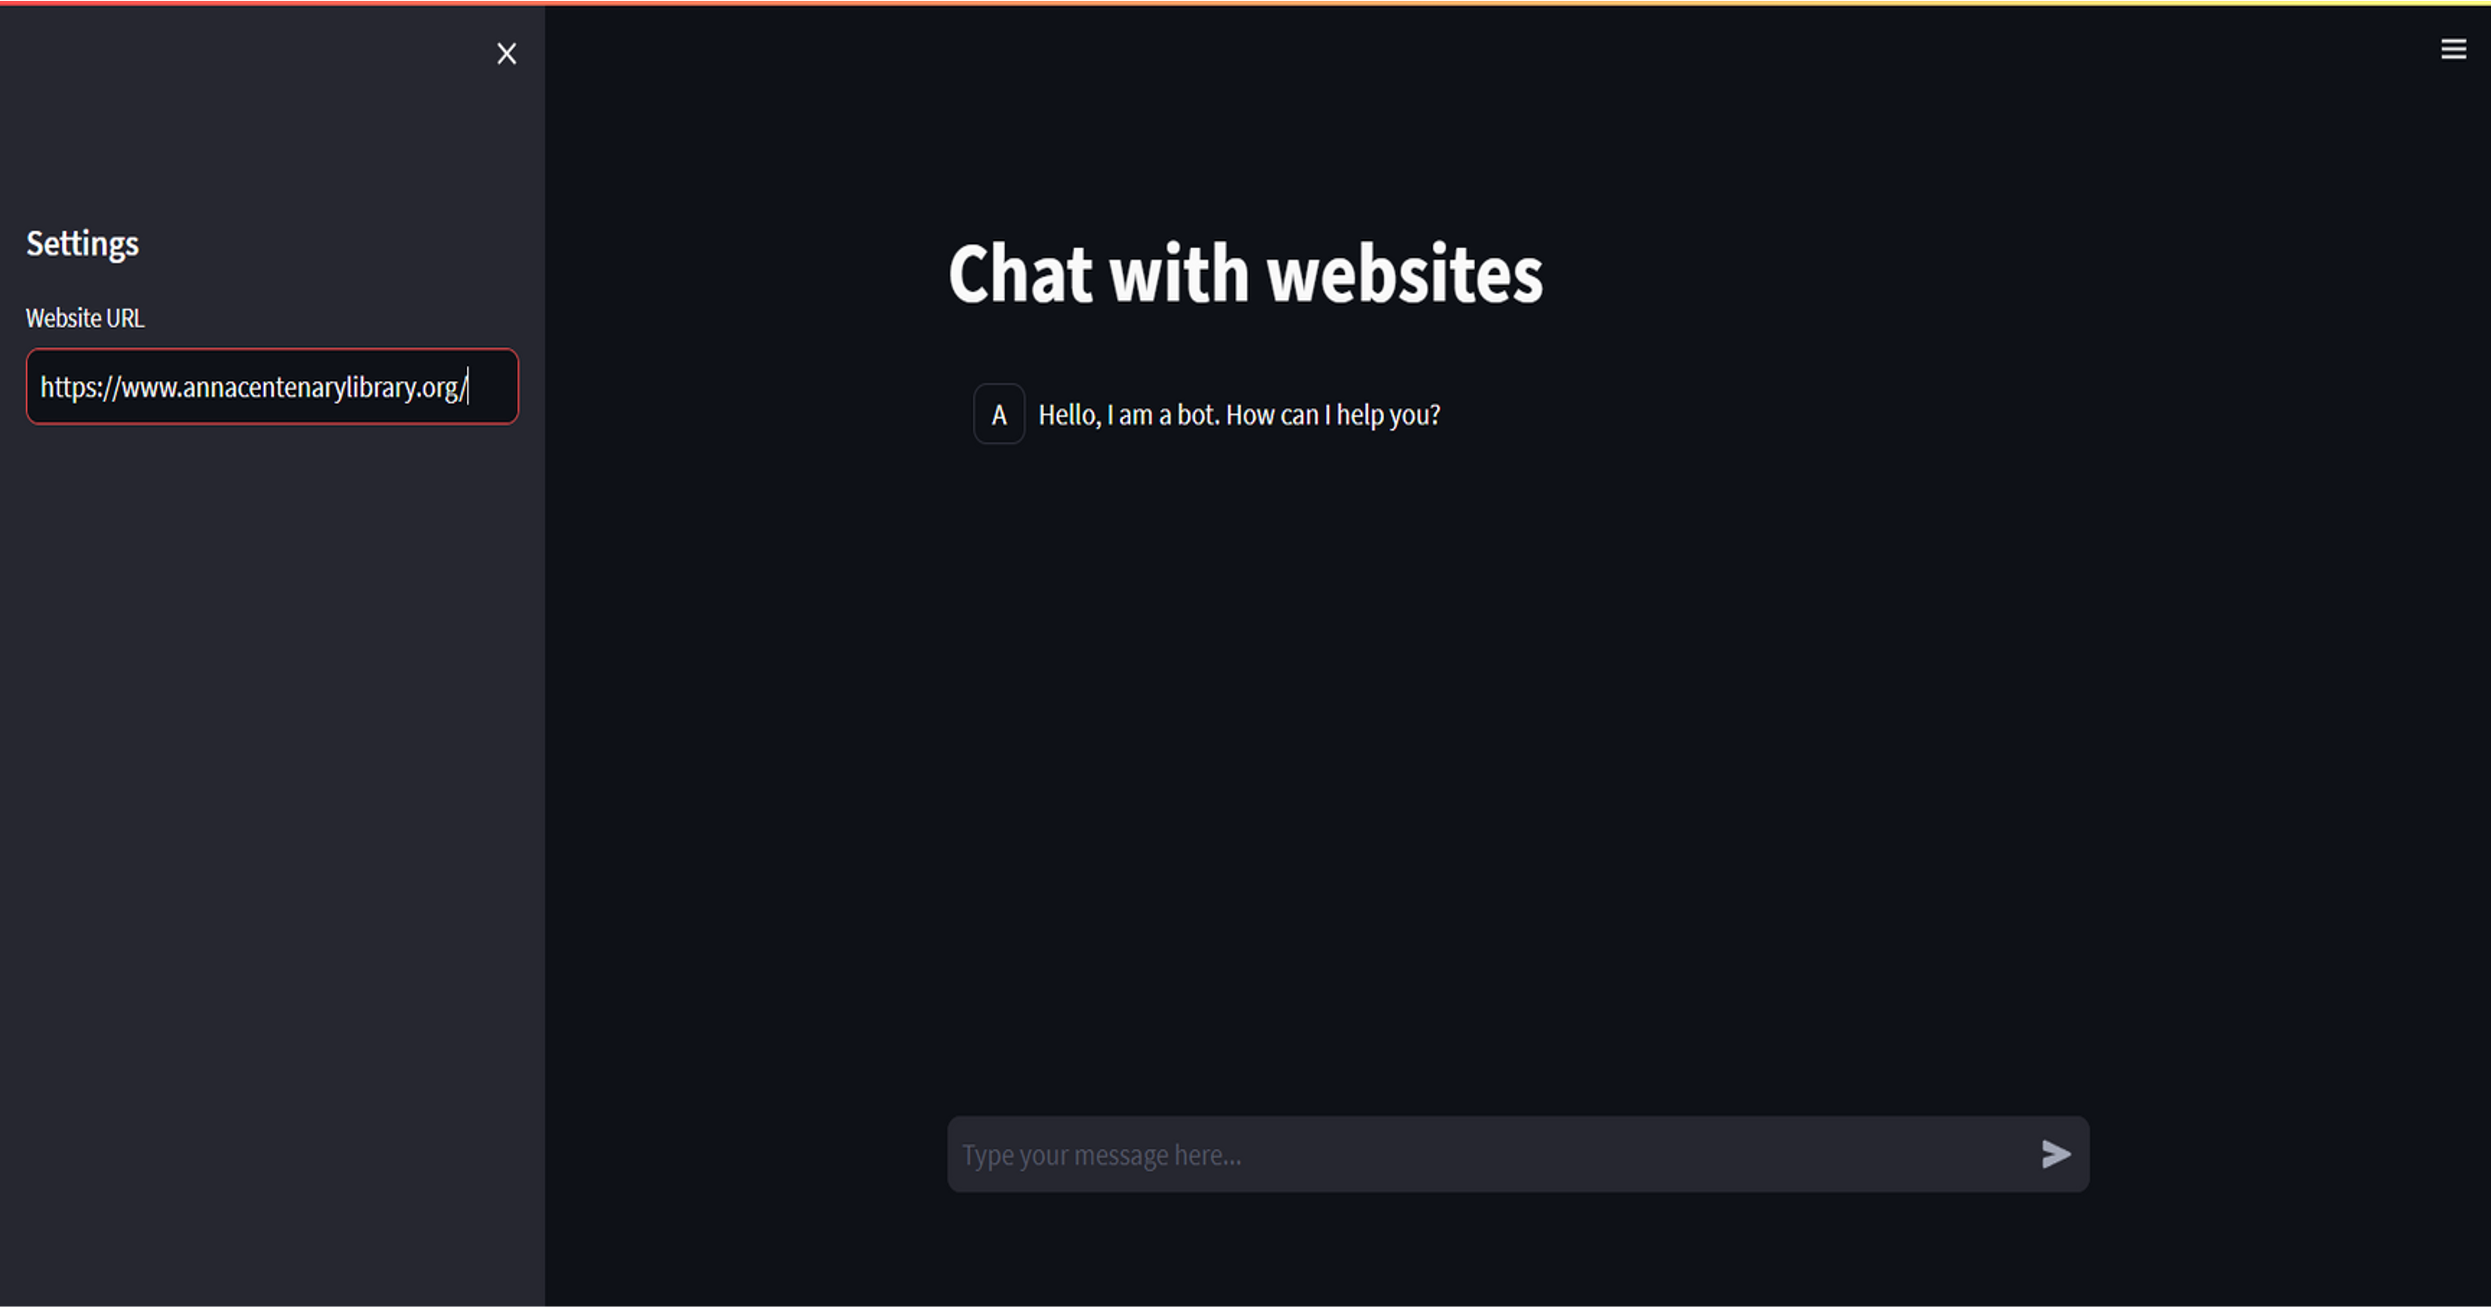 Settings
Website URL
https://www.annacentenarylibrary.org/
Chat with websites
A
Hello, I am a bot. How can I help you?
Type your message here...